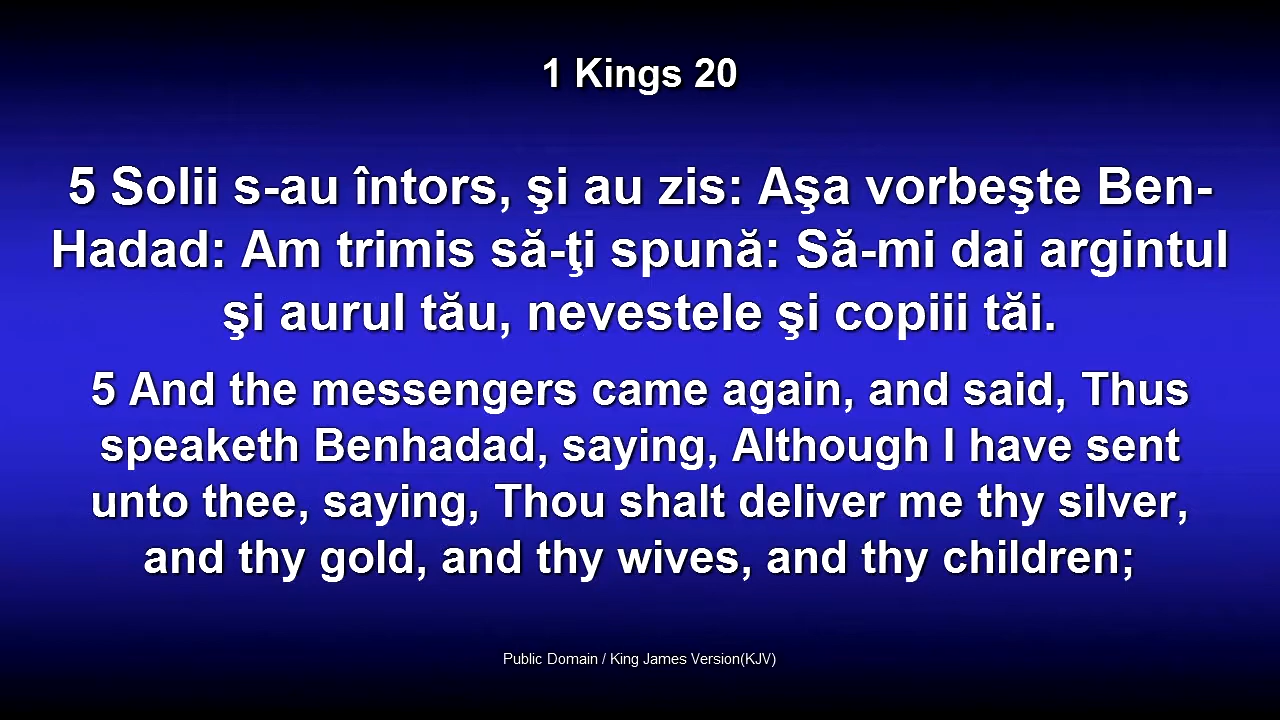 1 Kings 20
5 Solii s-au întors, şi au zis: Aşa vorbeşte Ben-
Hadad: Am trimis să-ţi spună: Să-mi dai argintul
şi aurul tău, nevestele şi copiii tăi.
5 And the messengers came again, and said, Thus
speaketh Benhadad, saying, Although I have sent
unto thee, saying, Thou shalt deliver me thy silver,
and thy gold, and thy wives, and thy children;
Public Domain / King James Version(KJV)